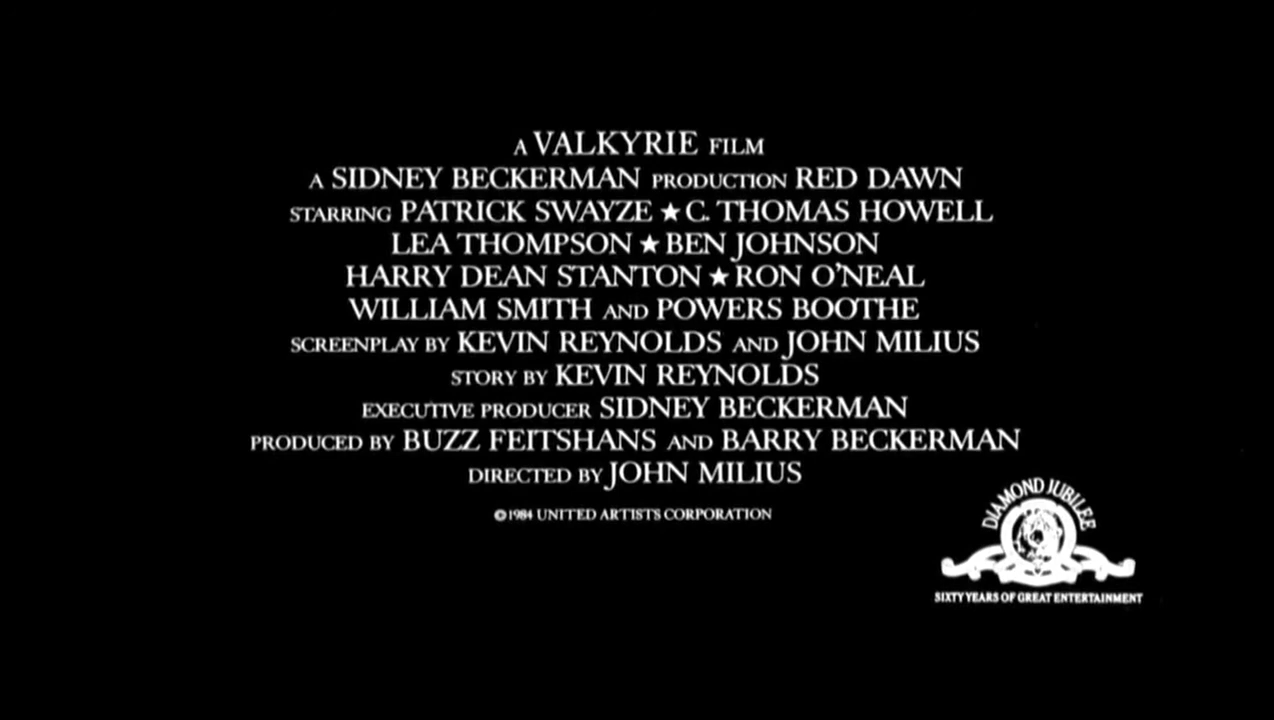 A VALKYRIE FILM
A SIDNEY BECKERMAN PRODUCTION RED DAWN
STARRING PATRICK SWAYZE ★ C. THOMAS HOWELL
LEA THOMPSON ★ BEN JOHNSON
HARRY DEAN STANTON ★ RON O'NEAL
WILLIAM SMITH AND POWERS BOOTHE
SCREENPLAY BY KEVIN REYNOLDS AND JOHN MILIUS
STORY BY KEVIN REYNOLDS
EXECUTIVE PRODUCER SIDNEY BECKERMAN
PRODUCED BY BUZZ FEITSHANS AND BARRY BECKERMAN
DIRECTED BY JOHN MILIUS
©1984 UNITED ARTISTS CORPORATION
DIAMOND JUBILEE
SIXTY YEARS OF GREAT ENTERTAINMENT